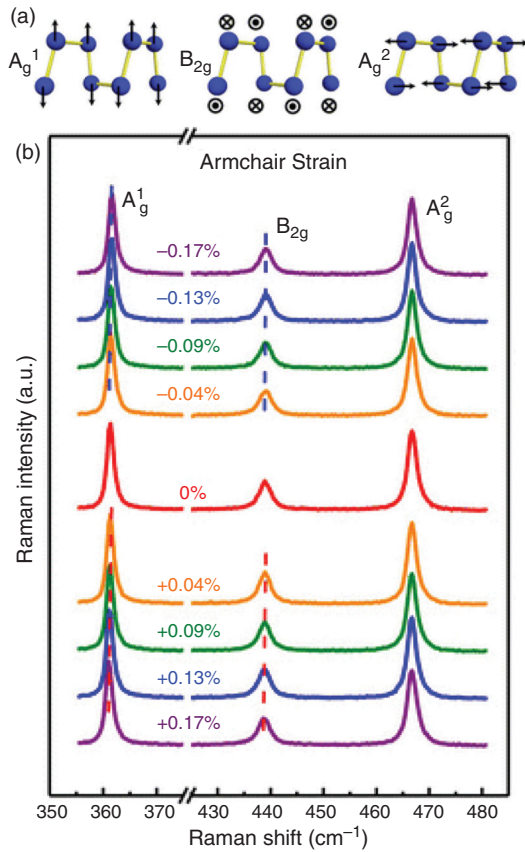 (a)
A_g^1
B_2g
A_g^2
(b)
Armchair Strain
A_g^1
B_2g
A_g^2
−0.17%
−0.13%
−0.09%
−0.04%
0%
+0.04%
+0.09%
+0.13%
+0.17%
Raman intensity (a.u.)
350 360 370 430 440 450 460 470 480
Raman shift (cm⁻¹)